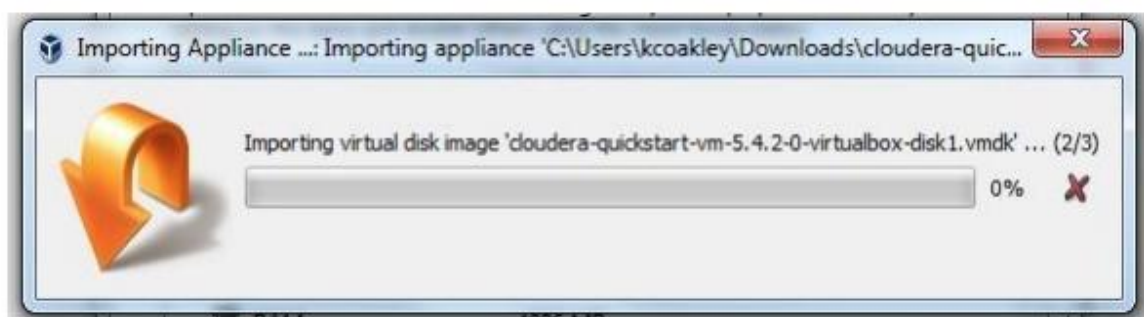 Importing Appliance ...: Importing appliance 'C:\Users\kcoakley\Downloads\cloudera-quic...
Importing virtual disk image 'cloudera-quickstart-vm-5.4.2-0-virtualbox-disk1.vmdk' ... (2/3)
0%